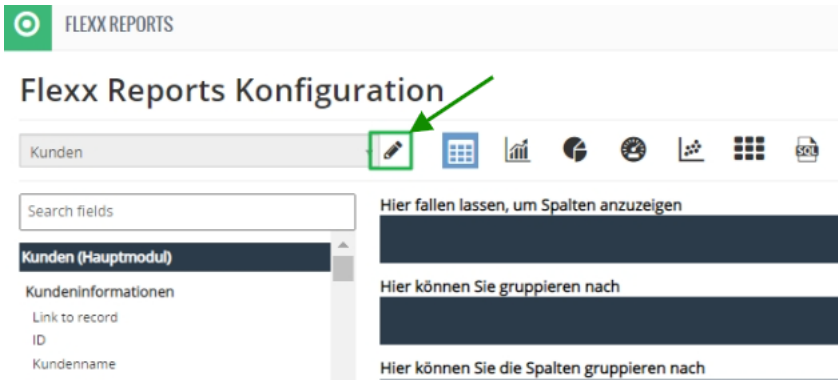 FLEXX REPORTS
Flexx Reports Konfiguration
Kunden
SQL
Search fields
Kunden (Hauptmodul)
Kundeninformationen
Link to record
ID
Kundenname
Hier fallen lassen, um Spalten anzuzeigen
Hier können Sie gruppieren nach
Hier können Sie die Spalten gruppieren nach